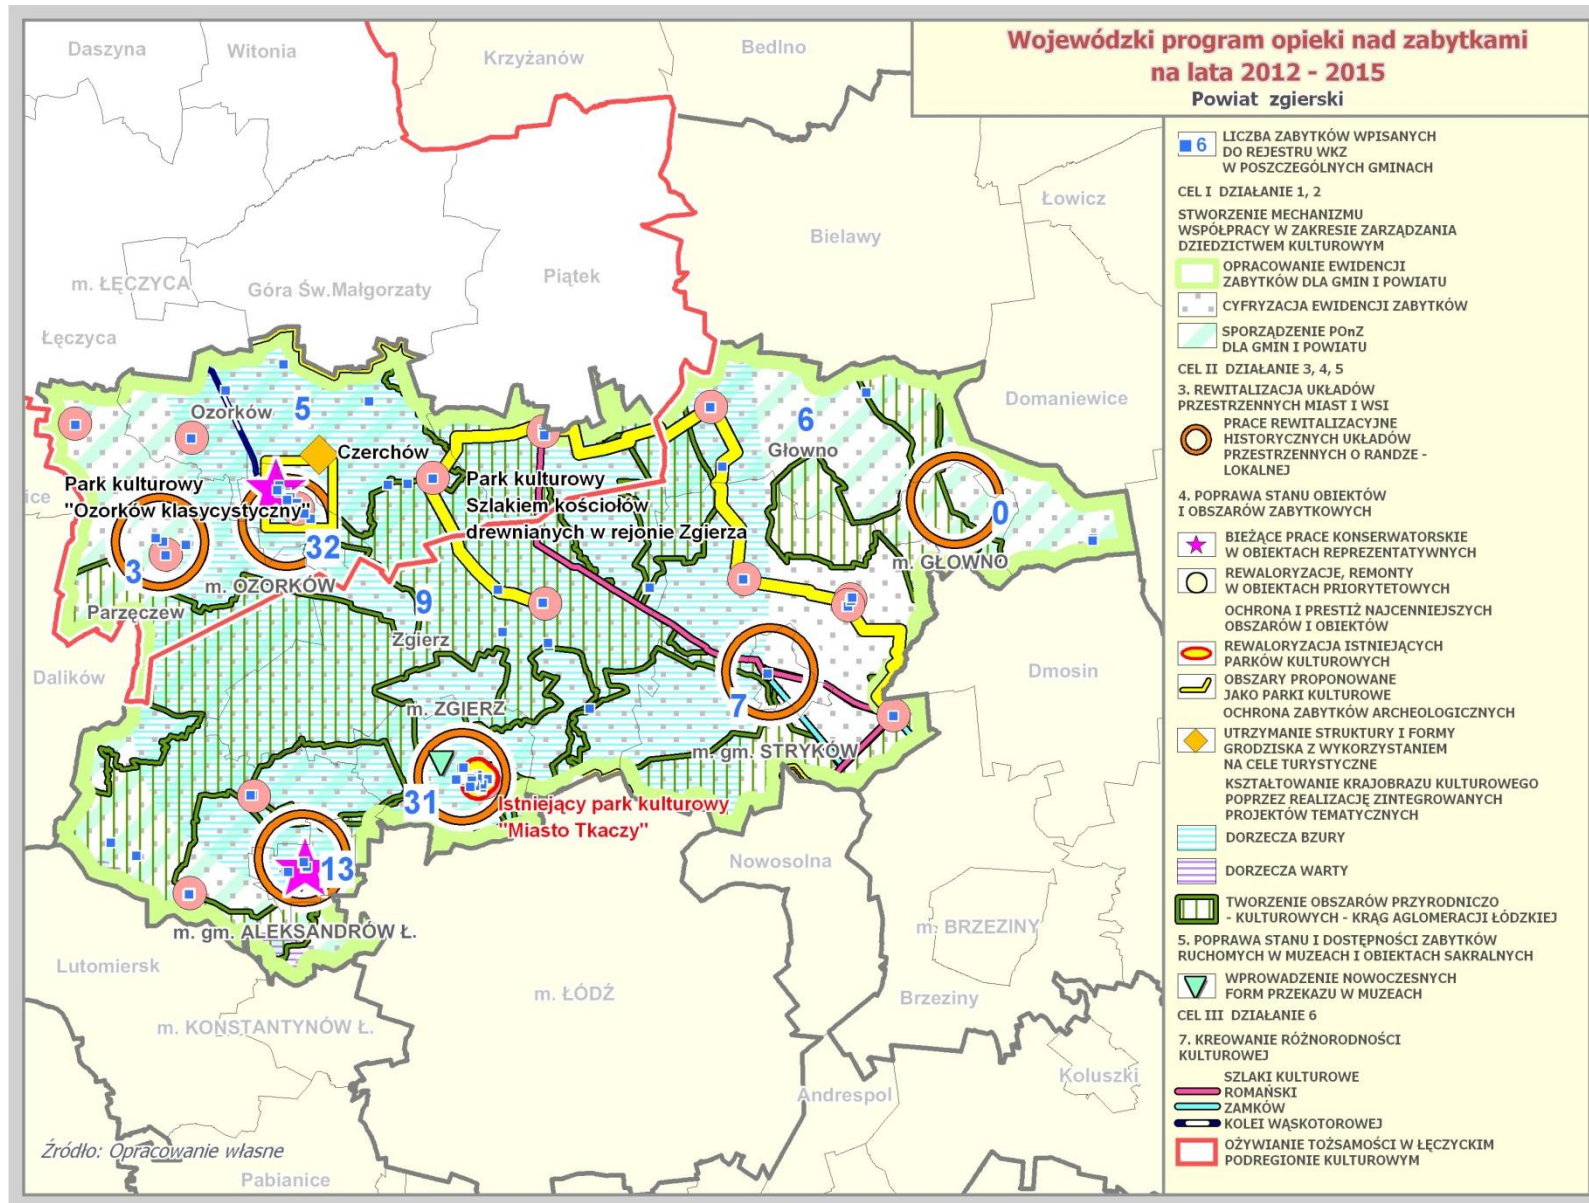 Wojewódzki program opieki nad zabytkami
na lata 2012 - 2015
Powiat zgierski
Daszyna
Witonia
Krzyżanów
Bedlno
Łowicz
Bielawy
Piątek
m. ŁĘCZYCA
Góra Św.Małgorzaty
Łęczyca
Domaniewice
Ozorków
5
6
Głowno
Czerchów
Park kulturowy
"Ozorków klasycystyczny"
Park kulturowy
Szlakiem kościołów
drewnianych w rejonie Zgierza
0
m. GŁOWNO
32
3
m. OZORKÓW
Parzęczew
9
Zgierz
Dalików
Dmosin
m. ZGIERZ
7
m. gm. STRYKÓW
31
Istniejący park kulturowy
"Miasto Tkaczy"
Nowosolna
13
m. gm. ALEKSANDRÓW Ł.
m. BRZEZINY
Lutomiersk
m. ŁÓDŹ
Brzeziny
m. KONSTANTYNÓW Ł.
Koluszki
Andrespol
Źródło: Opracowanie własne
Pabianice
6
LICZBA ZABYTKÓW WPISANYCH
DO REJESTRU WKZ
W POSZCZEGÓLNYCH GMINACH
CEL I DZIAŁANIE 1, 2
STWORZENIE MECHANIZMU
WSPÓŁPRACY W ZAKRESIE ZARZĄDZANIA
DZIEDZICTWEM KULTUROWYM
OPRACOWANIE EWIDENCJI
ZABYTKÓW DLA GMIN I POWIATU
CYFRYZACJA EWIDENCJI ZABYTKÓW
SPORZĄDZENIE POnZ
DLA GMIN I POWIATU
CEL II DZIAŁANIE 3, 4, 5
3. REWITALIZACJA UKŁADÓW
PRZESTRZENNYCH MIAST I WSI
PRACE REWITALIZACYJNE
HISTORYCZNYCH UKŁADÓW
PRZESTRZENNYCH O RANDZE -
LOKALNEJ
4. POPRAWA STANU OBIEKTÓW
I OBSZARÓW ZABYTKOWYCH
BIEŻĄCE PRACE KONSERWATORSKIE
W OBIEKTACH REPREZENTATYWNYCH
REWALORYZACJE, REMONTY
W OBIEKTACH PRIORYTETOWYCH
OCHRONA I PRESTIŻ NAJCENNIEJSZYCH
OBSZARÓW I OBIEKTÓW
REWALORYZACJA ISTNIEJĄCYCH
PARKÓW KULTUROWYCH
OBSZARY PROPONOWANE
JAKO PARKI KULTUROWE
OCHRONA ZABYTKÓW ARCHEOLOGICZNYCH
UTRZYMANIE STRUKTURY I FORMY
GRODZISKA Z WYKORZYSTANIEM
NA CELE TURYSTYCZNE
KSZTAŁTOWANIE KRAJOBRAZU KULTUROWEGO
POPRZEZ REALIZACJĘ ZINTEGROWANYCH
PROJEKTÓW TEMATYCZNYCH
DORZECZA BZURY
DORZECZA WARTY
TWORZENIE OBSZARÓW PRZYRODNICZO
- KULTUROWYCH - KRĄG AGLOMERACJI ŁÓDZKIEJ
5. POPRAWA STANU I DOSTĘPNOŚCI ZABYTKÓW
RUCHOMYCH W MUZEACH I OBIEKTACH SAKRALNYCH
WPROWADZENIE NOWOCZESNYCH
FORM PRZEKAZU W MUZEACH
CEL III DZIAŁANIE 6
7. KREOWANIE RÓŻNORODNOŚCI
KULTUROWEJ
SZLAKI KULTUROWE
ROMAŃSKI
ZAMKÓW
KOLEI WĄSKOTOROWEJ
OŻYWIANIE TOŻSAMOŚCI W ŁĘCZYCKIM
PODREGIONIE KULTUROWYM